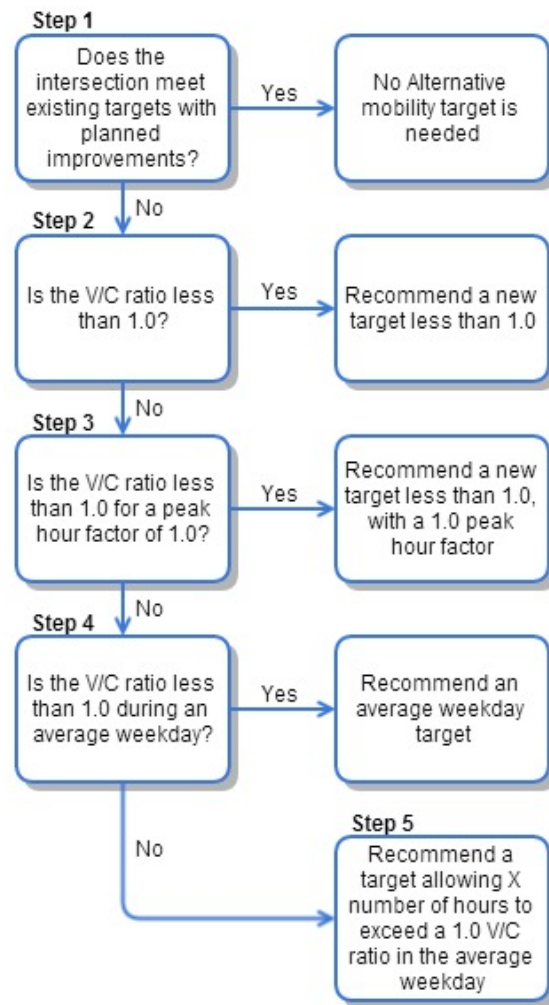 Step 1
Does the
intersection meet
existing targets with
planned
improvements?
Yes
No Alternative
mobility target is
needed
No
Step 2
Is the V/C ratio less
than 1.0?
Yes
Recommend a new
target less than 1.0
No
Step 3
Is the V/C ratio less
than 1.0 for a peak
hour factor of 1.0?
Yes
Recommend a new
target less than 1.0,
with a 1.0 peak
hour factor
No
Step 4
Is the V/C ratio less
than 1.0 during an
average weekday?
Yes
Recommend an
average weekday
target
No
Step 5
Recommend a
target allowing X
number of hours to
exceed a 1.0 V/C
ratio in the average
weekday